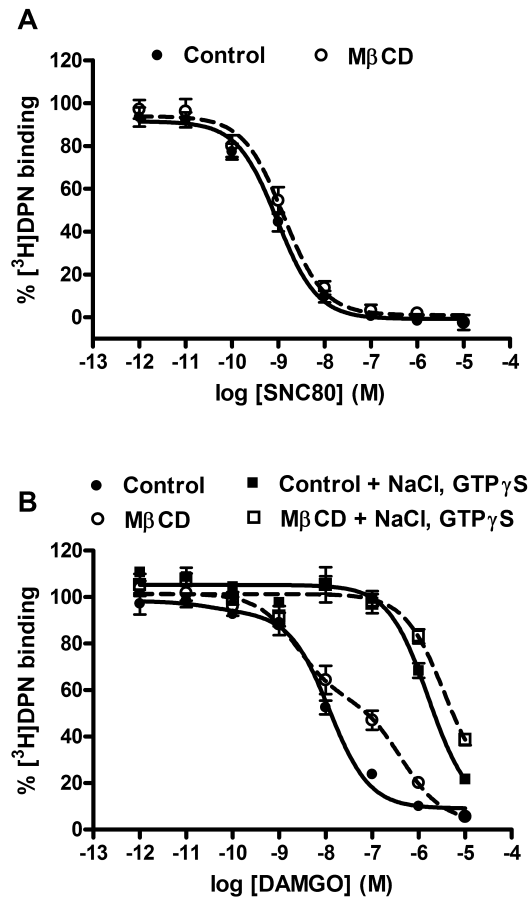 A
Control MβCD
120
100
80
60
40
20
0
% [³H]DPN binding
-13 -12 -11 -10 -9 -8 -7 -6 -5 -4
log [SNC80] (M)
B
Control Control + NaCl, GTPγS
MβCD MβCD + NaCl, GTPγS
120
100
80
60
40
20
0
% [³H]DPN binding
-13 -12 -11 -10 -9 -8 -7 -6 -5 -4
log [DAMGO] (M)